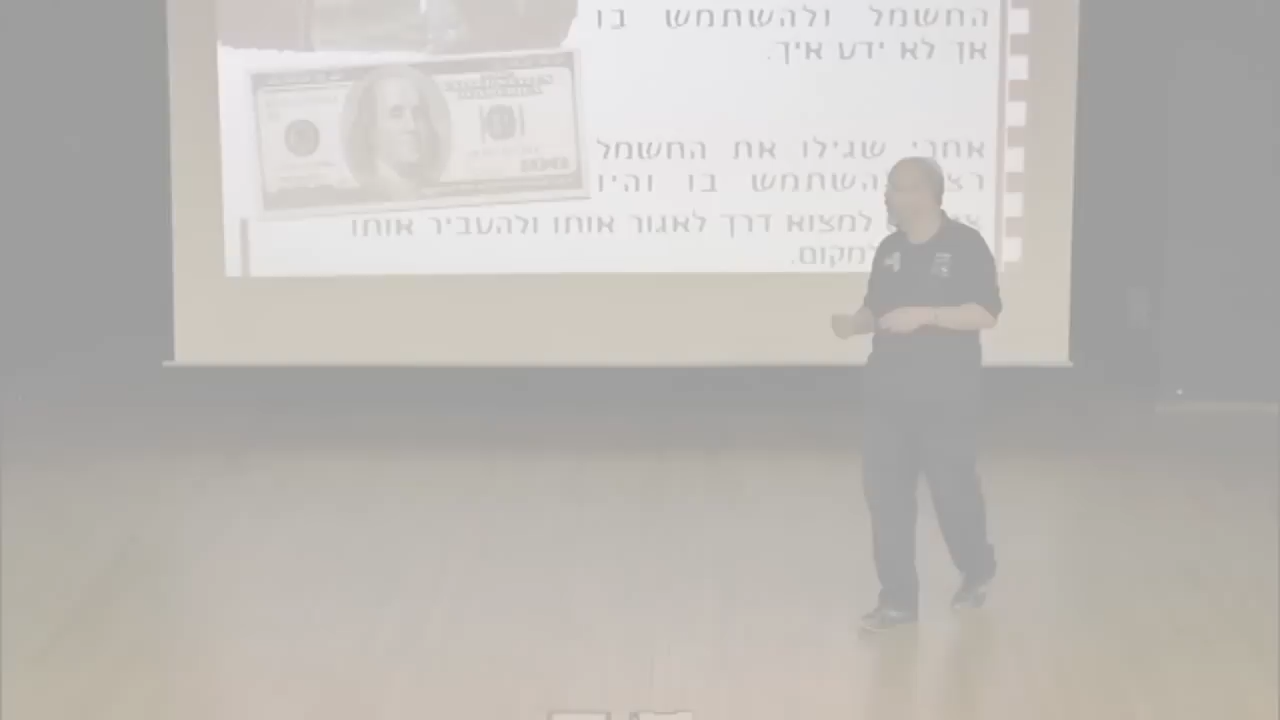 החשמל ולהשתמש בו
אך לא ידע איך.
אחרי שגילו את החשמל
בו והיו
למצוא דרך לאגור אותו ולהעביר אותו
למקום.
100